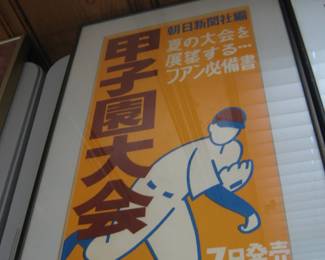 朝日新聞社編
甲子園大会
夏の大会を
展望する…
フアン必備書
7日発売